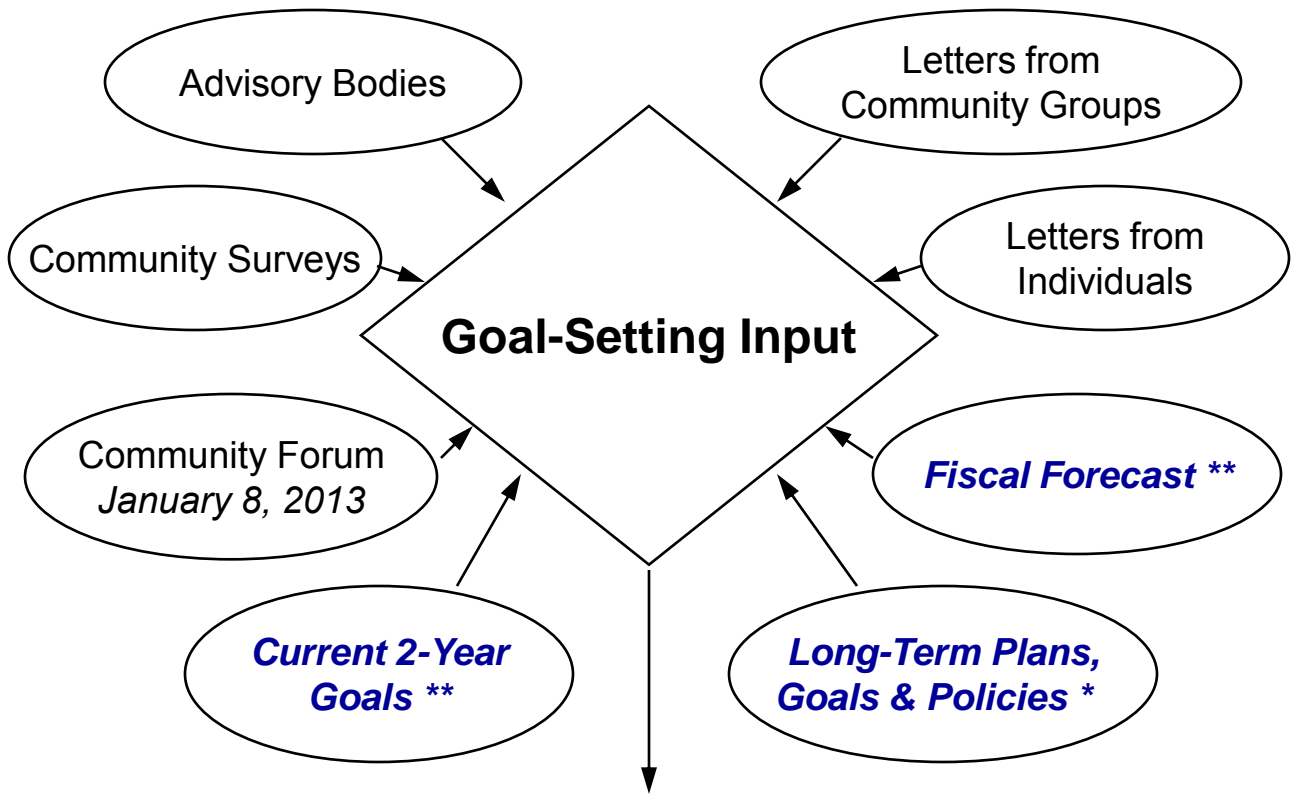 Advisory Bodies
Letters from
Community Groups
Community Surveys
Letters from
Individuals
Goal-Setting Input
Community Forum
January 8, 2013
Fiscal Forecast **
Current 2-Year
Goals **
Long-Term Plans,
Goals & Policies *